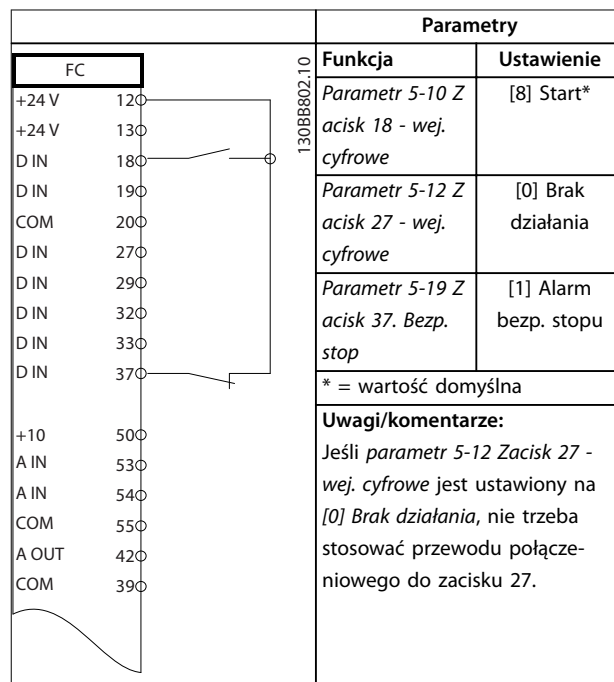 FC
+24 V 12
+24 V 13
D IN 18
D IN 19
COM 20
D IN 27
D IN 29
D IN 32
D IN 33
D IN 37
+10 50
A IN 53
A IN 54
COM 55
A OUT 42
COM 39
130BB802.10
Parametry
Funkcja Ustawienie
Parametr 5-10 Z
acisk 18 - wej.
cyfrowe
[8] Start*
Parametr 5-12 Z
acisk 27 - wej.
cyfrowe
[0] Brak
działania
Parametr 5-19 Z
acisk 37. Bezp.
stop
[1] Alarm
bezp. stopu
* = wartość domyślna
Uwagi/komentarze:
Jeśli parametr 5-12 Zacisk 27 -
wej. cyfrowe jest ustawiony na
[0] Brak działania, nie trzeba
stosować przewodu połącze-
niowego do zacisku 27.